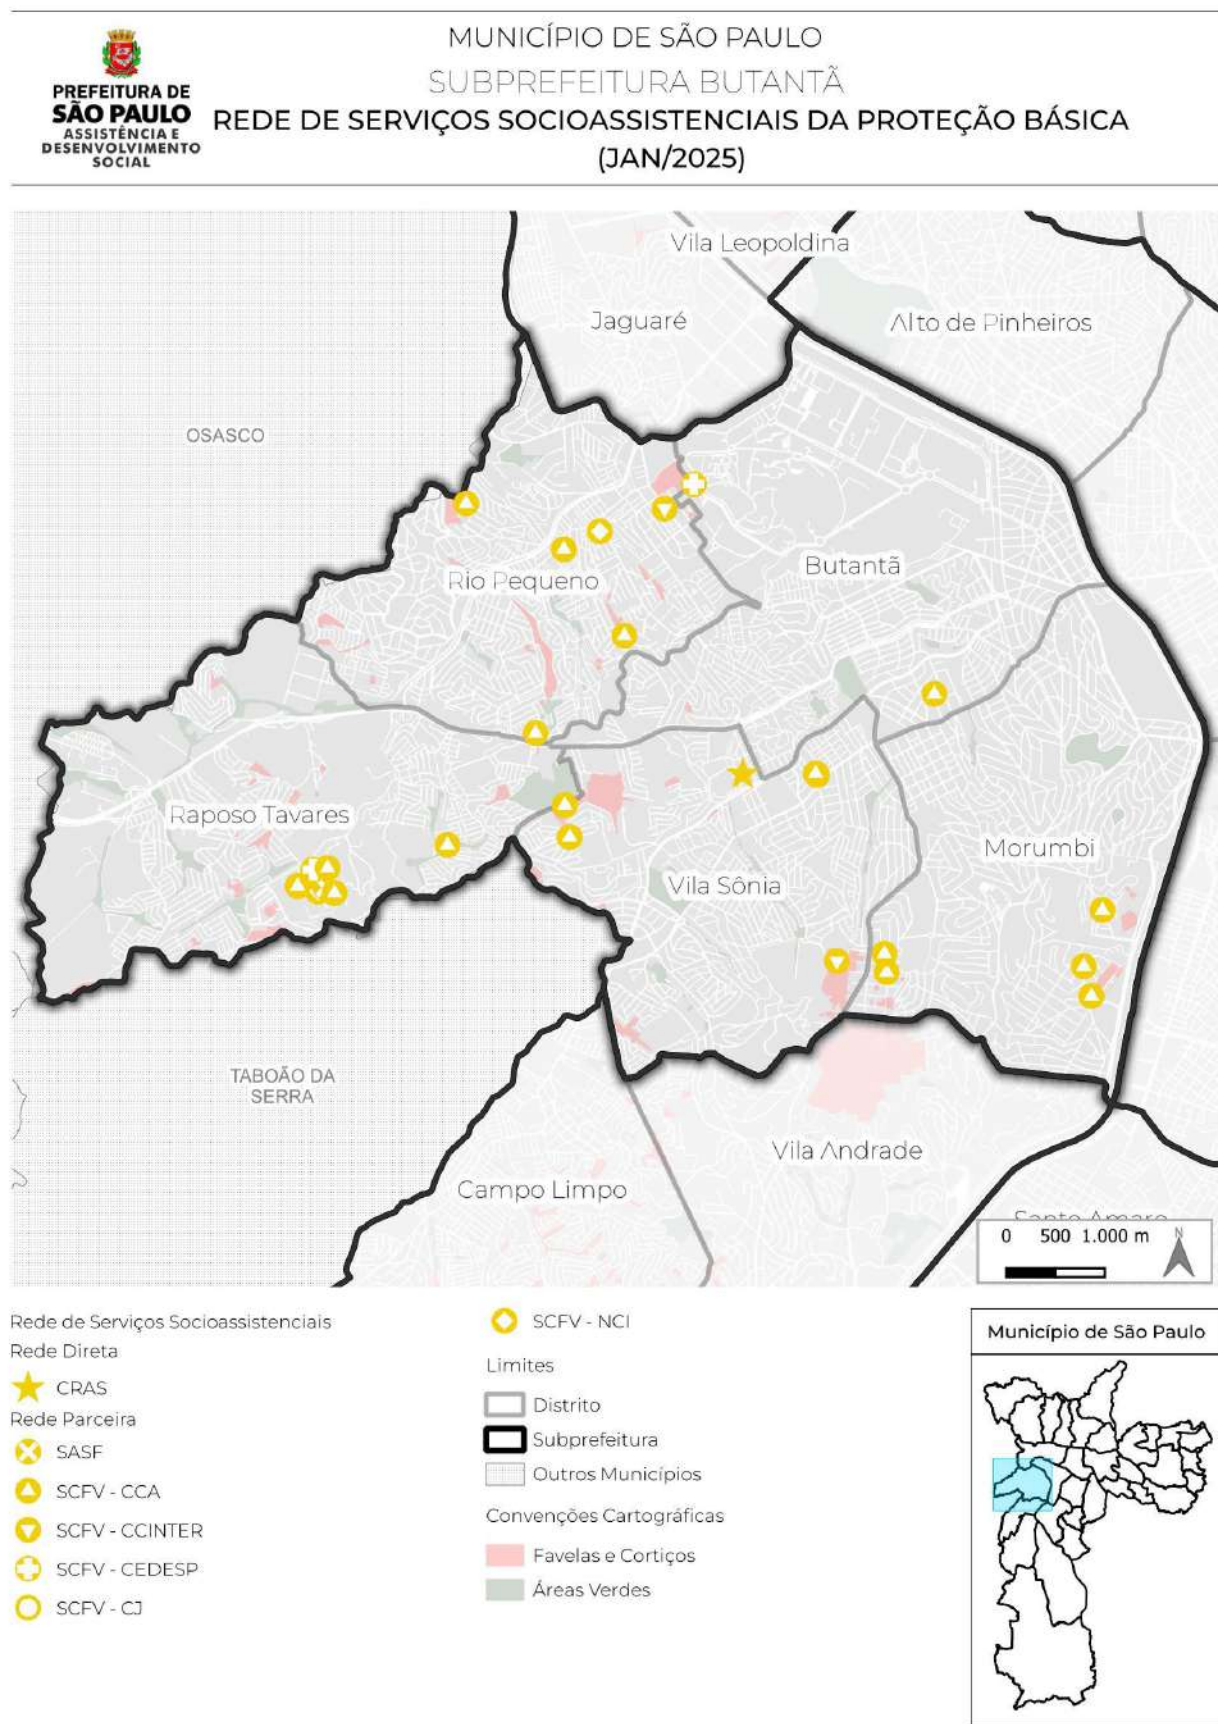 PREFEITURA DE
SÃO PAULO
ASSISTÊNCIA E
DESENVOLVIMENTO
SOCIAL
MUNICÍPIO DE SÃO PAULO
SUBPREFEITURA BUTANTÃ
REDE DE SERVIÇOS SOCIOASSISTENCIAIS DA PROTEÇÃO BÁSICA
(JAN/2025)
Vila Leopoldina
Jaguaré
Alto de Pinheiros
OSASCO
Butantã
Rio Pequeno
Raposo Tavares
Morumbi
Vila Sônia
TABOÃO DA
SERRA
Vila Andrade
Campo Limpo
Santo Amaro
0 500 1.000 m
N
Rede de Serviços Socioassistenciais
Rede Direta
CRAS
Rede Parceira
SASF
SCFV - CCA
SCFV - CCINTER
SCFV - CEDESP
SCFV - CJ
SCFV - NCI
Limites
Distrito
Subprefeitura
Outros Municípios
Convenções Cartográficas
Favelas e Cortiços
Áreas Verdes
Município de São Paulo